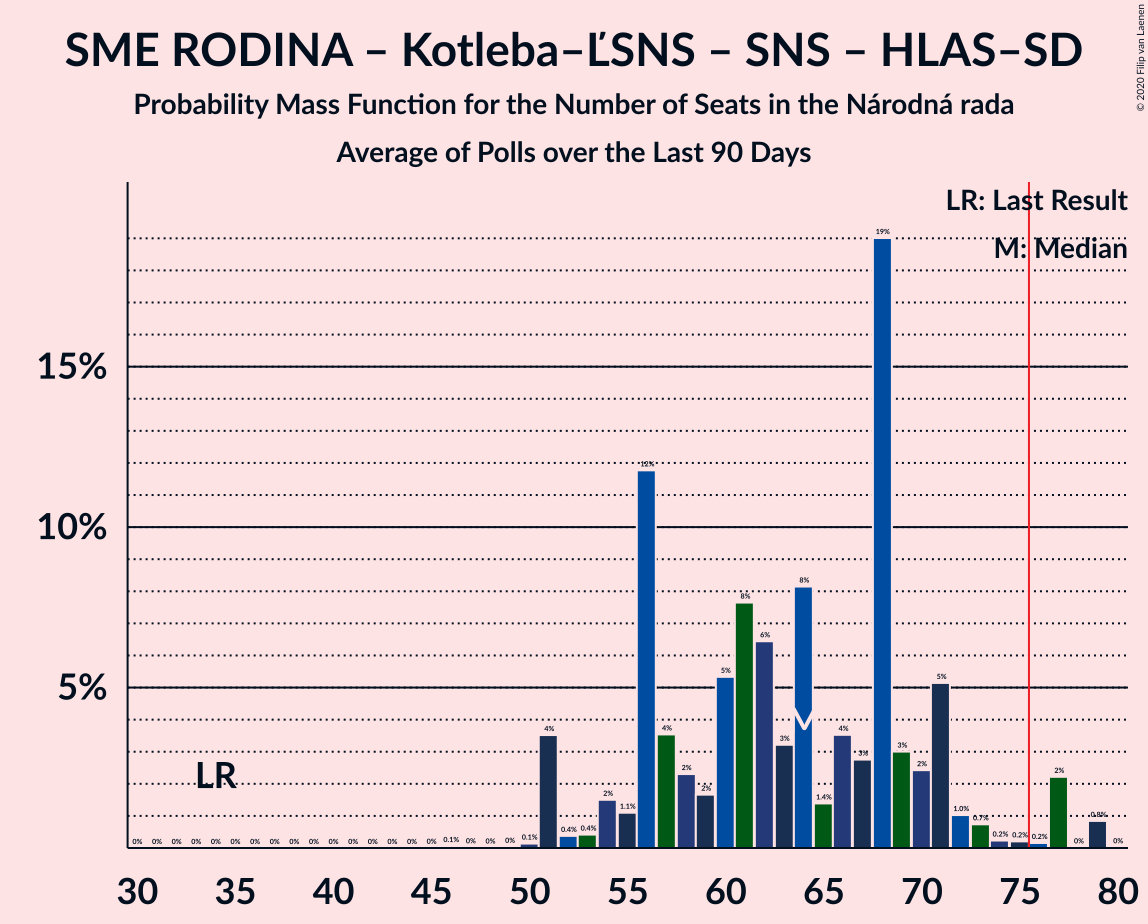 SME RODINA – Kotleba–ĽSNS – SNS – HLAS–SD
Probability Mass Function for the Number of Seats in the Národná rada
Average of Polls over the Last 90 Days
© 2020 Filip van Laenen
LR: Last Result
M: Median
15%
10%
5%
LR
0% 0% 0% 0% 0% 0% 0% 0% 0% 0% 0% 0% 0% 0% 0% 0% 0.1% 0% 0% 0% 0.1% 4% 0.4% 0.4% 2% 1.1% 12% 4% 2% 2% 5% 8% 6% 3% 8% 1.4% 4% 3% 19% 3% 2% 5% 1.0% 0.7% 0.2% 0.2% 0.2% 2% 0% 0.8% 0%
30 35 40 45 50 55 60 65 70 75 80